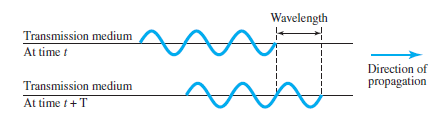 Wavelength
Transmission medium
At time t
Direction of
propagation
Transmission medium
At time t + T